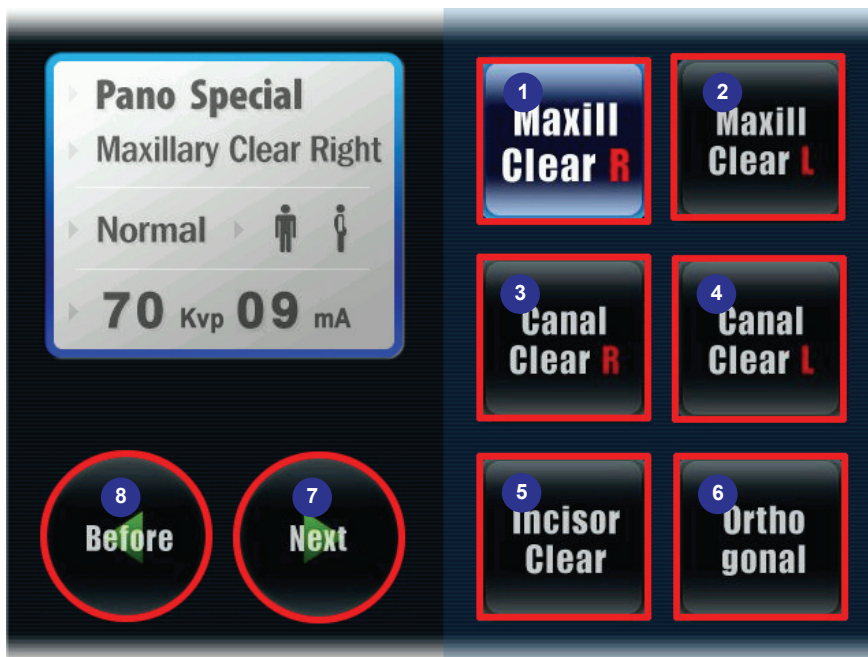 Pano Special
Maxillary Clear Right
Normal
70 Kvp 09 mA
1
Maxill
Clear R
2
Maxill
Clear L
3
Canal
Clear R
4
Canal
Clear L
5
Incisor
Clear
6
Ortho
gonal
8
Before
7
Next